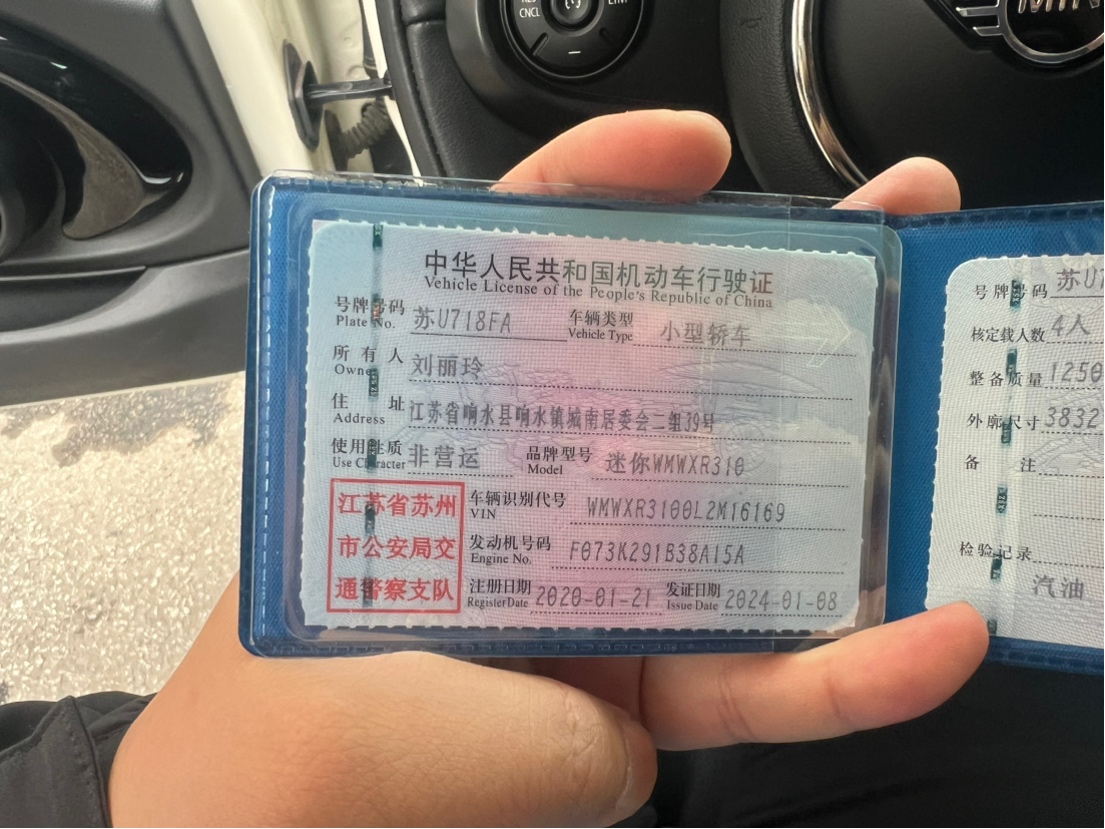 CNCL
中华人民共和国机动车行驶证
Vehicle License of the People's Republic of China
号牌号码 苏U718FA 车辆类型 小型轿车
Plate No. Vehicle Type
所有人 刘丽玲
Owner
住址 江苏省响水县响水镇城南居委会二组39号
Address
使用性质 非营运 品牌型号 迷你WMWXR310
Use Character Model
江苏省苏州
市公安局交
通警察支队
车辆识别代号 WMWXR3100L2M16169
VIN
发动机号码 F073K291B38A15A
Engine No.
注册日期 2020-01-21 发证日期 2024-01-08
Register Date Issue Date
号牌号码 苏U7
核定载人数 4人
整备质量 1250
外廓尺寸 3832
备注
检验记录
汽油